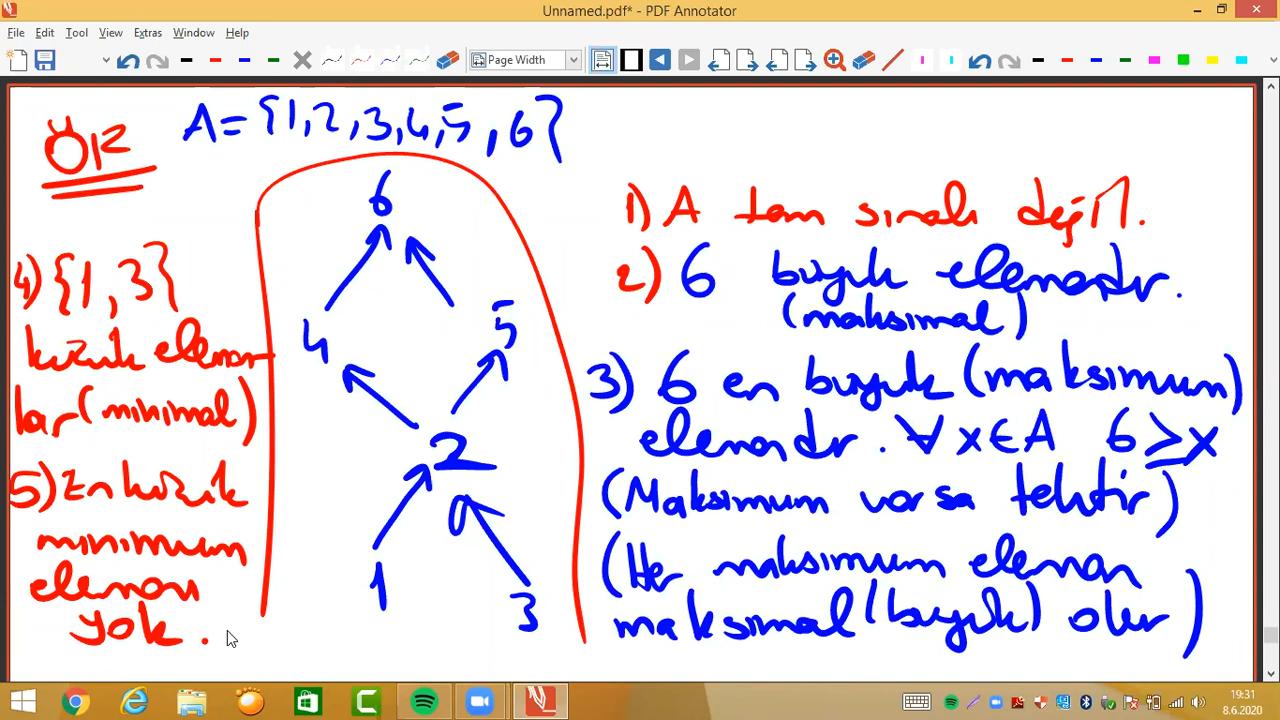 Unnamed.pdf* - PDF Annotator
File Edit Tool View Extras Window Help
Page Width
ÖR
A={1,2,3,4,5,6}
6
4 5
2
1 3
1) A tam sıralı değil.
2) 6 büyük elemandır.
(maksimal)
3) 6 en büyük (maksimum)
elemandır. ∀x∈A 6≥x
(Maksimum varsa tektir)
(Her maksimum eleman
maksimal (büyük) olur)
4) {1,3}
küçük eleman
lar (minimal)
5) En küçük
minimum
eleman
yok.
19:31
8.6.2020